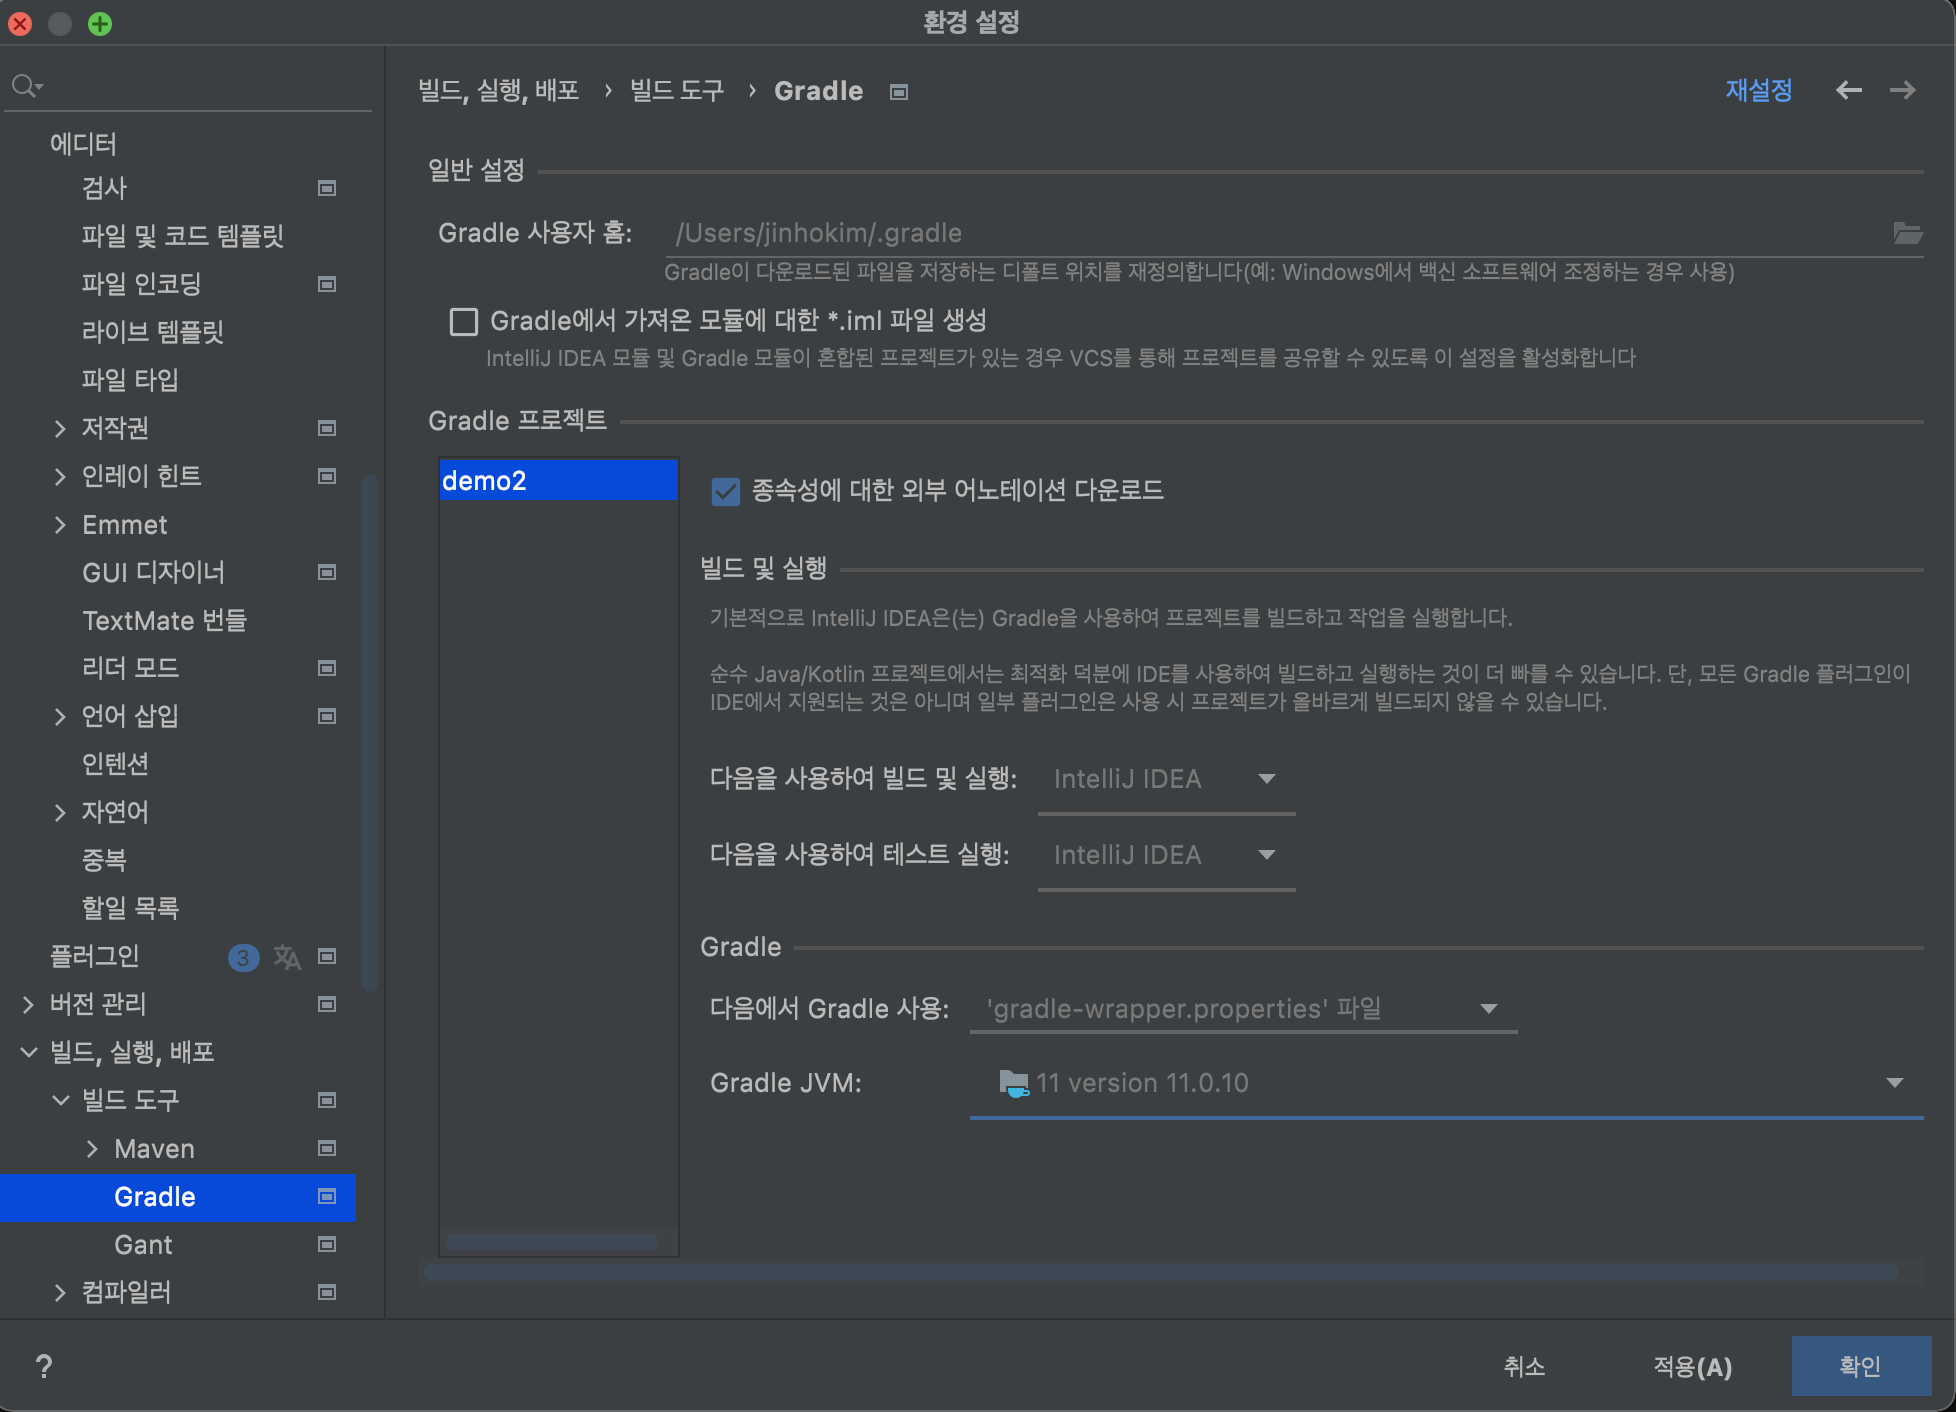 환경 설정
에디터
검사
파일 및 코드 템플릿
파일 인코딩
라이브 템플릿
파일 타입
저작권
인레이 힌트
Emmet
GUI 디자이너
TextMate 번들
리더 모드
언어 삽입
인텐션
자연어
중복
할일 목록
플러그인 3
버전 관리
빌드, 실행, 배포
빌드 도구
Maven
Gradle
Gant
컴파일러
?
빌드, 실행, 배포 › 빌드 도구 › Gradle
재설정
일반 설정
Gradle 사용자 홈: /Users/jinhokim/.gradle
Gradle이 다운로드된 파일을 저장하는 디폴트 위치를 재정의합니다(예: Windows에서 백신 소프트웨어 조정하는 경우 사용)
Gradle에서 가져온 모듈에 대한 *.iml 파일 생성
IntelliJ IDEA 모듈 및 Gradle 모듈이 혼합된 프로젝트가 있는 경우 VCS를 통해 프로젝트를 공유할 수 있도록 이 설정을 활성화합니다
Gradle 프로젝트
demo2
종속성에 대한 외부 어노테이션 다운로드
빌드 및 실행
기본적으로 IntelliJ IDEA은(는) Gradle을 사용하여 프로젝트를 빌드하고 작업을 실행합니다.
순수 Java/Kotlin 프로젝트에서는 최적화 덕분에 IDE를 사용하여 빌드하고 실행하는 것이 더 빠를 수 있습니다. 단, 모든 Gradle 플러그인이
IDE에서 지원되는 것은 아니며 일부 플러그인은 사용 시 프로젝트가 올바르게 빌드되지 않을 수 있습니다.
다음을 사용하여 빌드 및 실행: IntelliJ IDEA
다음을 사용하여 테스트 실행: IntelliJ IDEA
Gradle
다음에서 Gradle 사용: 'gradle-wrapper.properties' 파일
Gradle JVM: 11 version 11.0.10
취소
적용(A)
확인